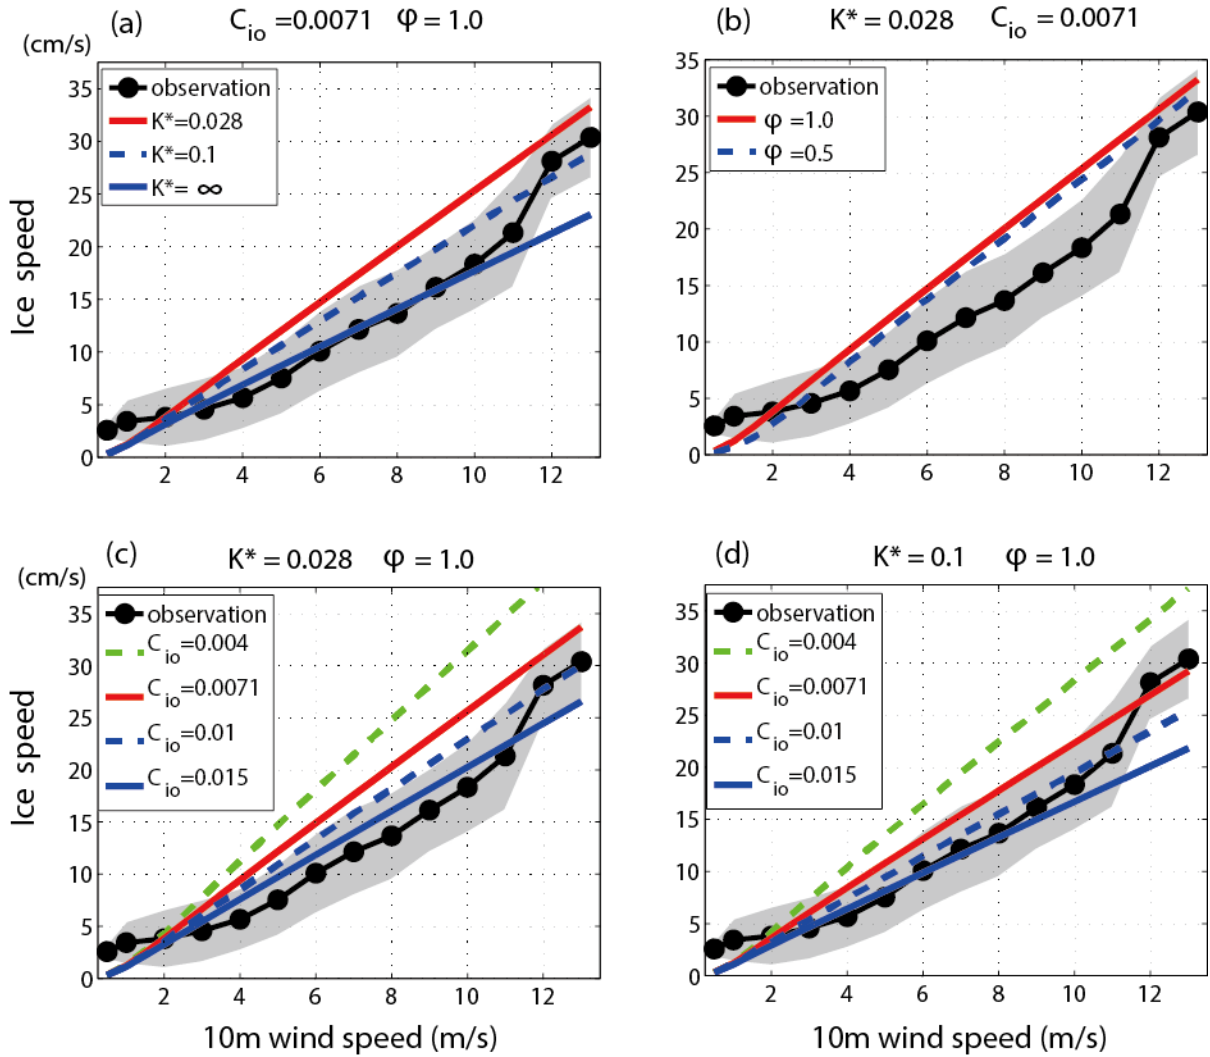 (a) C_io=0.0071 φ = 1.0
(cm/s)
35
30
25
20
15
10
5
0
Ice speed
observation
K*=0.028
K*=0.1
K*= ∞
2 4 6 8 10 12
(b) K* = 0.028 C_io = 0.0071
35
30
25
20
15
10
5
0
observation
φ =1.0
φ =0.5
2 4 6 8 10 12
(c) K* = 0.028 φ = 1.0
(cm/s)
35
30
25
20
15
10
5
0
Ice speed
observation
C_io=0.004
C_io=0.0071
C_io=0.01
C_io=0.015
2 4 6 8 10 12
10m wind speed (m/s)
(d) K* = 0.1 φ = 1.0
35
30
25
20
15
10
5
0
observation
C_io=0.004
C_io=0.0071
C_io=0.01
C_io=0.015
2 4 6 8 10 12
10m wind speed (m/s)